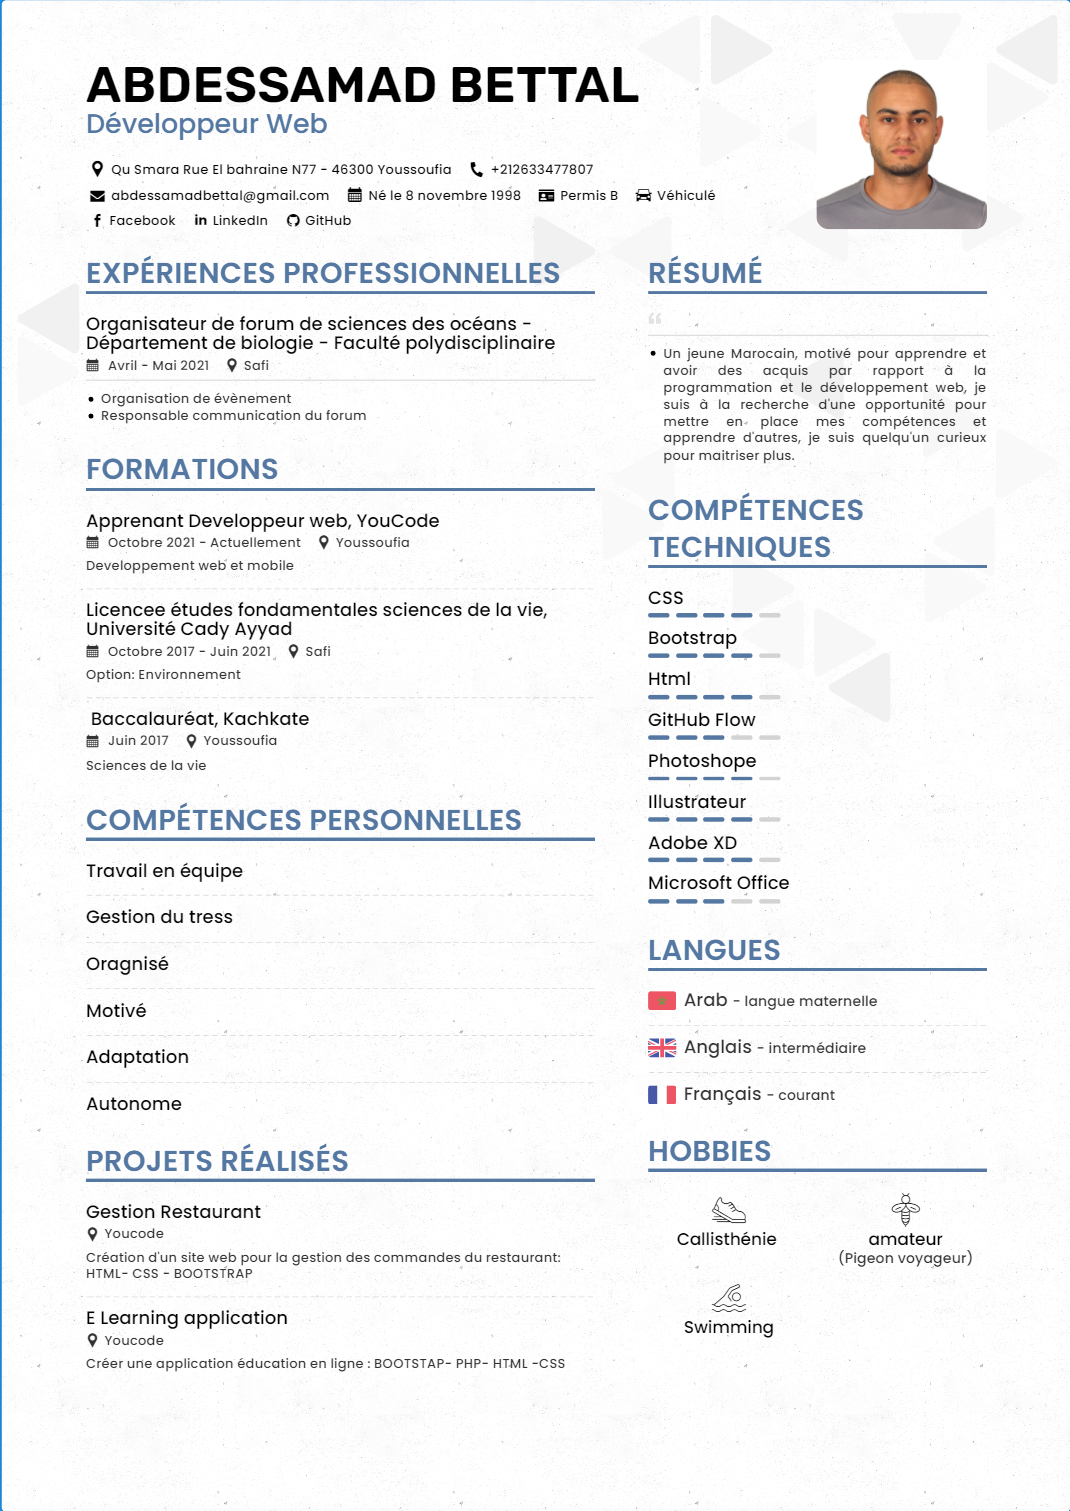 ABDESSAMAD BETTAL
Développeur Web
Qu Smara Rue El bahraine N77 - 46300 Youssoufia +212633477807
abdessamadbettal@gmail.com Né le 8 novembre 1998 Permis B Véhiculé
Facebook in LinkedIn GitHub
EXPÉRIENCES PROFESSIONNELLES
Organisateur de forum de sciences des océans -
Département de biologie - Faculté polydisciplinaire
Avril - Mai 2021 Safi
• Organisation de évènement
• Responsable communication du forum
FORMATIONS
Apprenant Developpeur web, YouCode
Octobre 2021 - Actuellement Youssoufia
Developpement web et mobile
Licencee études fondamentales sciences de la vie,
Université Cady Ayyad
Octobre 2017 - Juin 2021 Safi
Option: Environnement
Baccalauréat, Kachkate
Juin 2017 Youssoufia
Sciences de la vie
COMPÉTENCES PERSONNELLES
Travail en équipe
Gestion du tress
Oragnisé
Motivé
Adaptation
Autonome
PROJETS RÉALISÉS
Gestion Restaurant
Youcode
Création d'un site web pour la gestion des commandes du restaurant:
HTML- CSS - BOOTSTRAP
E Learning application
Youcode
Créer une application éducation en ligne : BOOTSTAP- PHP- HTML -CSS
RÉSUMÉ
“
• Un jeune Marocain, motivé pour apprendre et
avoir des acquis par rapport à la
programmation et le développement web, je
suis à la recherche d'une opportunité pour
mettre en place mes compétences et
apprendre d'autres, je suis quelqu'un curieux
pour maitriser plus.
COMPÉTENCES
TECHNIQUES
CSS
Bootstrap
Html
GitHub Flow
Photoshope
Illustrateur
Adobe XD
Microsoft Office
LANGUES
Arab - langue maternelle
Anglais - intermédiaire
Français - courant
HOBBIES
Callisthénie
amateur
(Pigeon voyageur)
Swimming